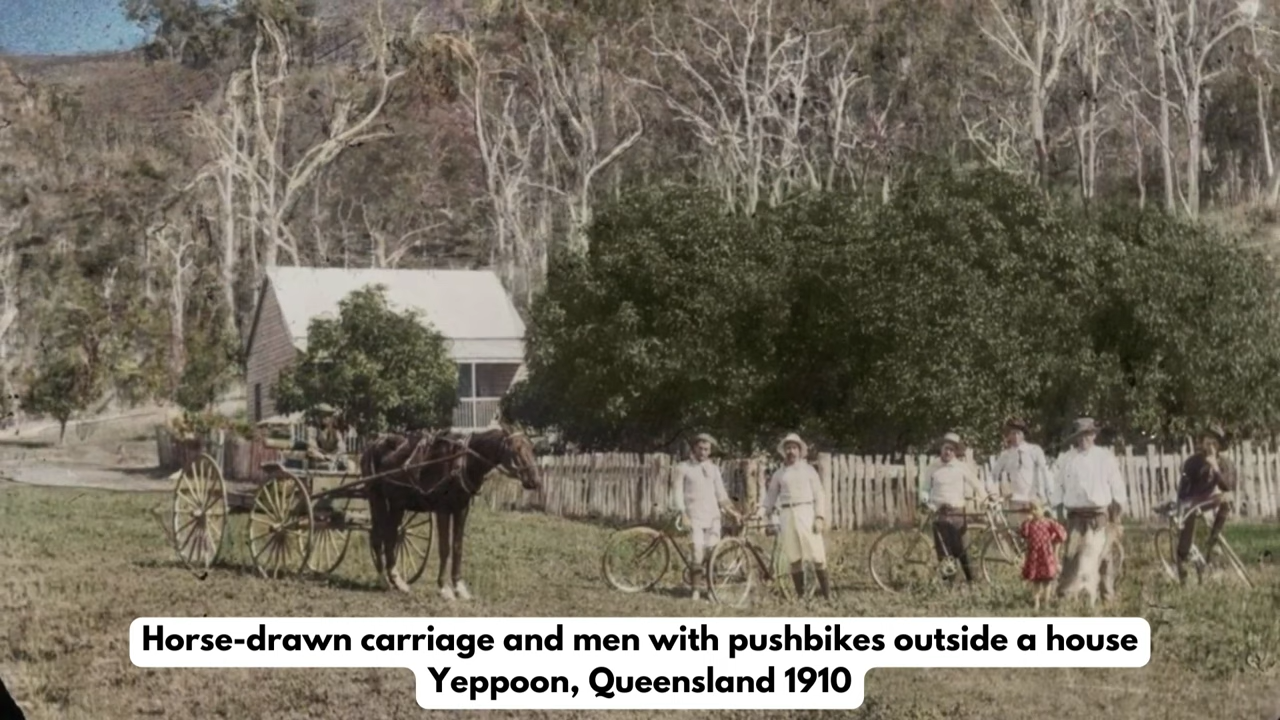 Horse-drawn carriage and men with pushbikes outside a house
Yeppoon, Queensland 1910